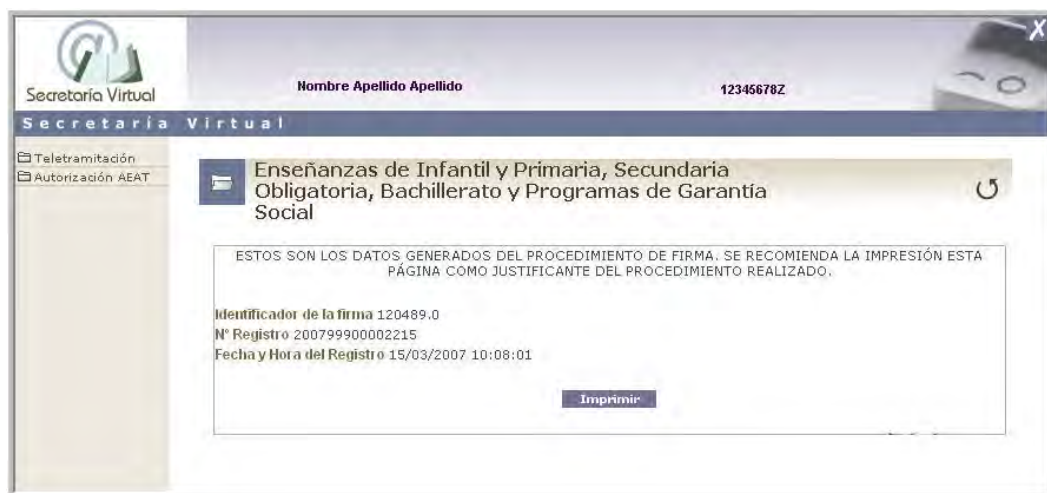 X
Secretaría Virtual
Nombre Apellido Apellido
12345678Z
Secretaría Virtual
Teletramitación
Autorización AEAT
Enseñanzas de Infantil y Primaria, Secundaria
Obligatoria, Bachillerato y Programas de Garantía
Social
ESTOS SON LOS DATOS GENERADOS DEL PROCEDIMIENTO DE FIRMA. SE RECOMIENDA LA IMPRESIÓN ESTA
PÁGINA COMO JUSTIFICANTE DEL PROCEDIMIENTO REALIZADO.
Identificador de la firma 120489.0
Nº Registro 200799900002215
Fecha y Hora del Registro 15/03/2007 10:08:01
Imprimir